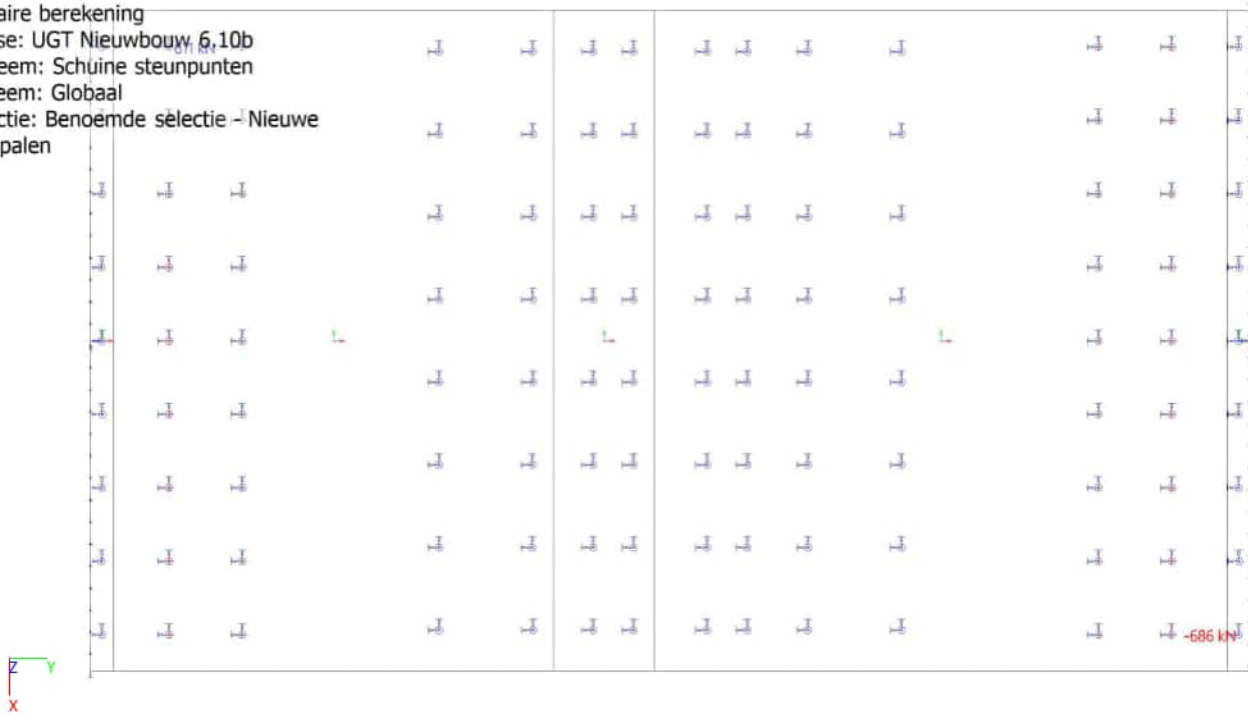 aire berekening
se: UGT Nieuwbouw 6.10b
eem: Schuine steunpunten
eem: Globaal
ctie: Benoemde selectie - Nieuwe
palen
-686 kN
Z Y
X